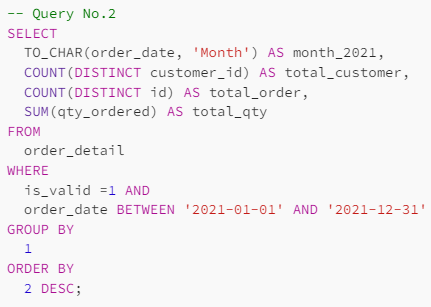 -- Query No.2
SELECT
  TO_CHAR(order_date, 'Month') AS month_2021,
  COUNT(DISTINCT customer_id) AS total_customer,
  COUNT(DISTINCT id) AS total_order,
  SUM(qty_ordered) AS total_qty
FROM
  order_detail
WHERE
  is_valid =1 AND
  order_date BETWEEN '2021-01-01' AND '2021-12-31'
GROUP BY
  1
ORDER BY
  2 DESC;